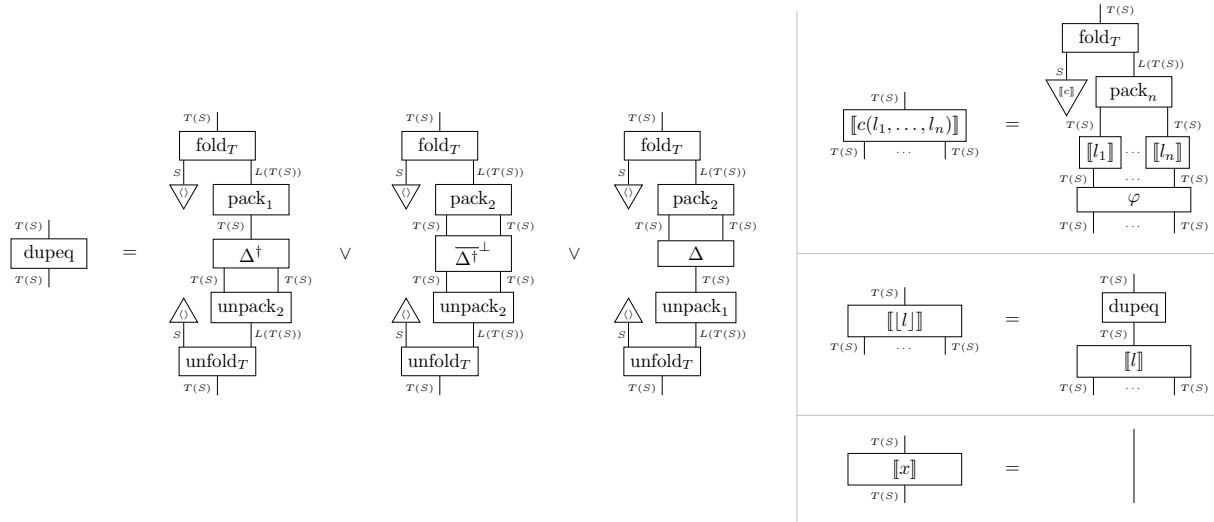 T(S)
dupeq
T(S)
=
T(S)
fold_T
S
L(T(S))
⟨⟩
pack_1
T(S)
Δ^†
T(S)
T(S)
⟨⟩
unpack_2
S
L(T(S))
unfold_T
T(S)
∨
T(S)
fold_T
S
L(T(S))
⟨⟩
pack_2
T(S)
T(S)
\overline{Δ^†}^⊥
T(S)
T(S)
⟨⟩
unpack_2
S
L(T(S))
unfold_T
T(S)
∨
T(S)
fold_T
S
L(T(S))
⟨⟩
pack_2
T(S)
T(S)
Δ
T(S)
⟨⟩
unpack_1
S
L(T(S))
unfold_T
T(S)
T(S)
⟦c(l_1, …, l_n)⟧
T(S) ··· T(S)
=
T(S)
fold_T
S
L(T(S))
⟦c⟧
pack_n
T(S)
T(S)
⟦l_1⟧ ··· ⟦l_n⟧
T(S) ··· T(S)
φ
T(S) ··· T(S)
T(S)
⟦⌊l⌋⟧
T(S) ··· T(S)
=
T(S)
dupeq
T(S)
⟦l⟧
T(S) ··· T(S)
T(S)
⟦x⟧
T(S)
=